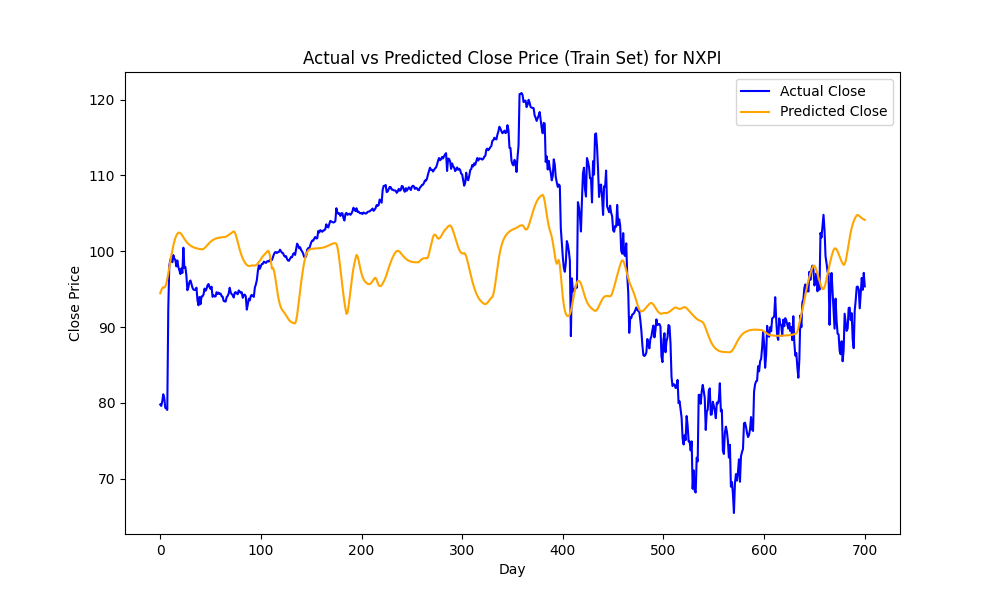 Actual vs Predicted Close Price (Train Set) for NXPI
Actual Close
Predicted Close
120
110
100
90
80
70
Close Price
0 100 200 300 400 500 600 700
Day